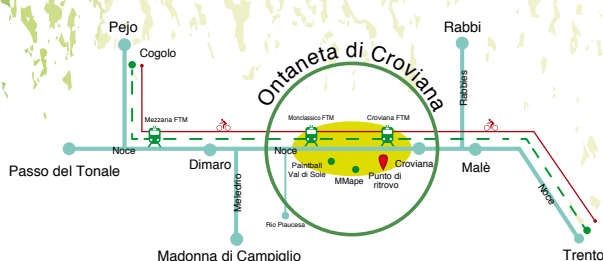 Pejo
Rabbi
Cogolo
Ontaneta di Croviana
Rabbies
Mezzana FTM
Monclassico FTM
Croviana FTM
Noce
Noce
Passo del Tonale
Dimaro
Paintball
Val di Sole
MMape
Punto di
ritrovo
Croviana
Malè
Meledrio
Noce
Rio Plaucesa
Madonna di Campiglio
Trento